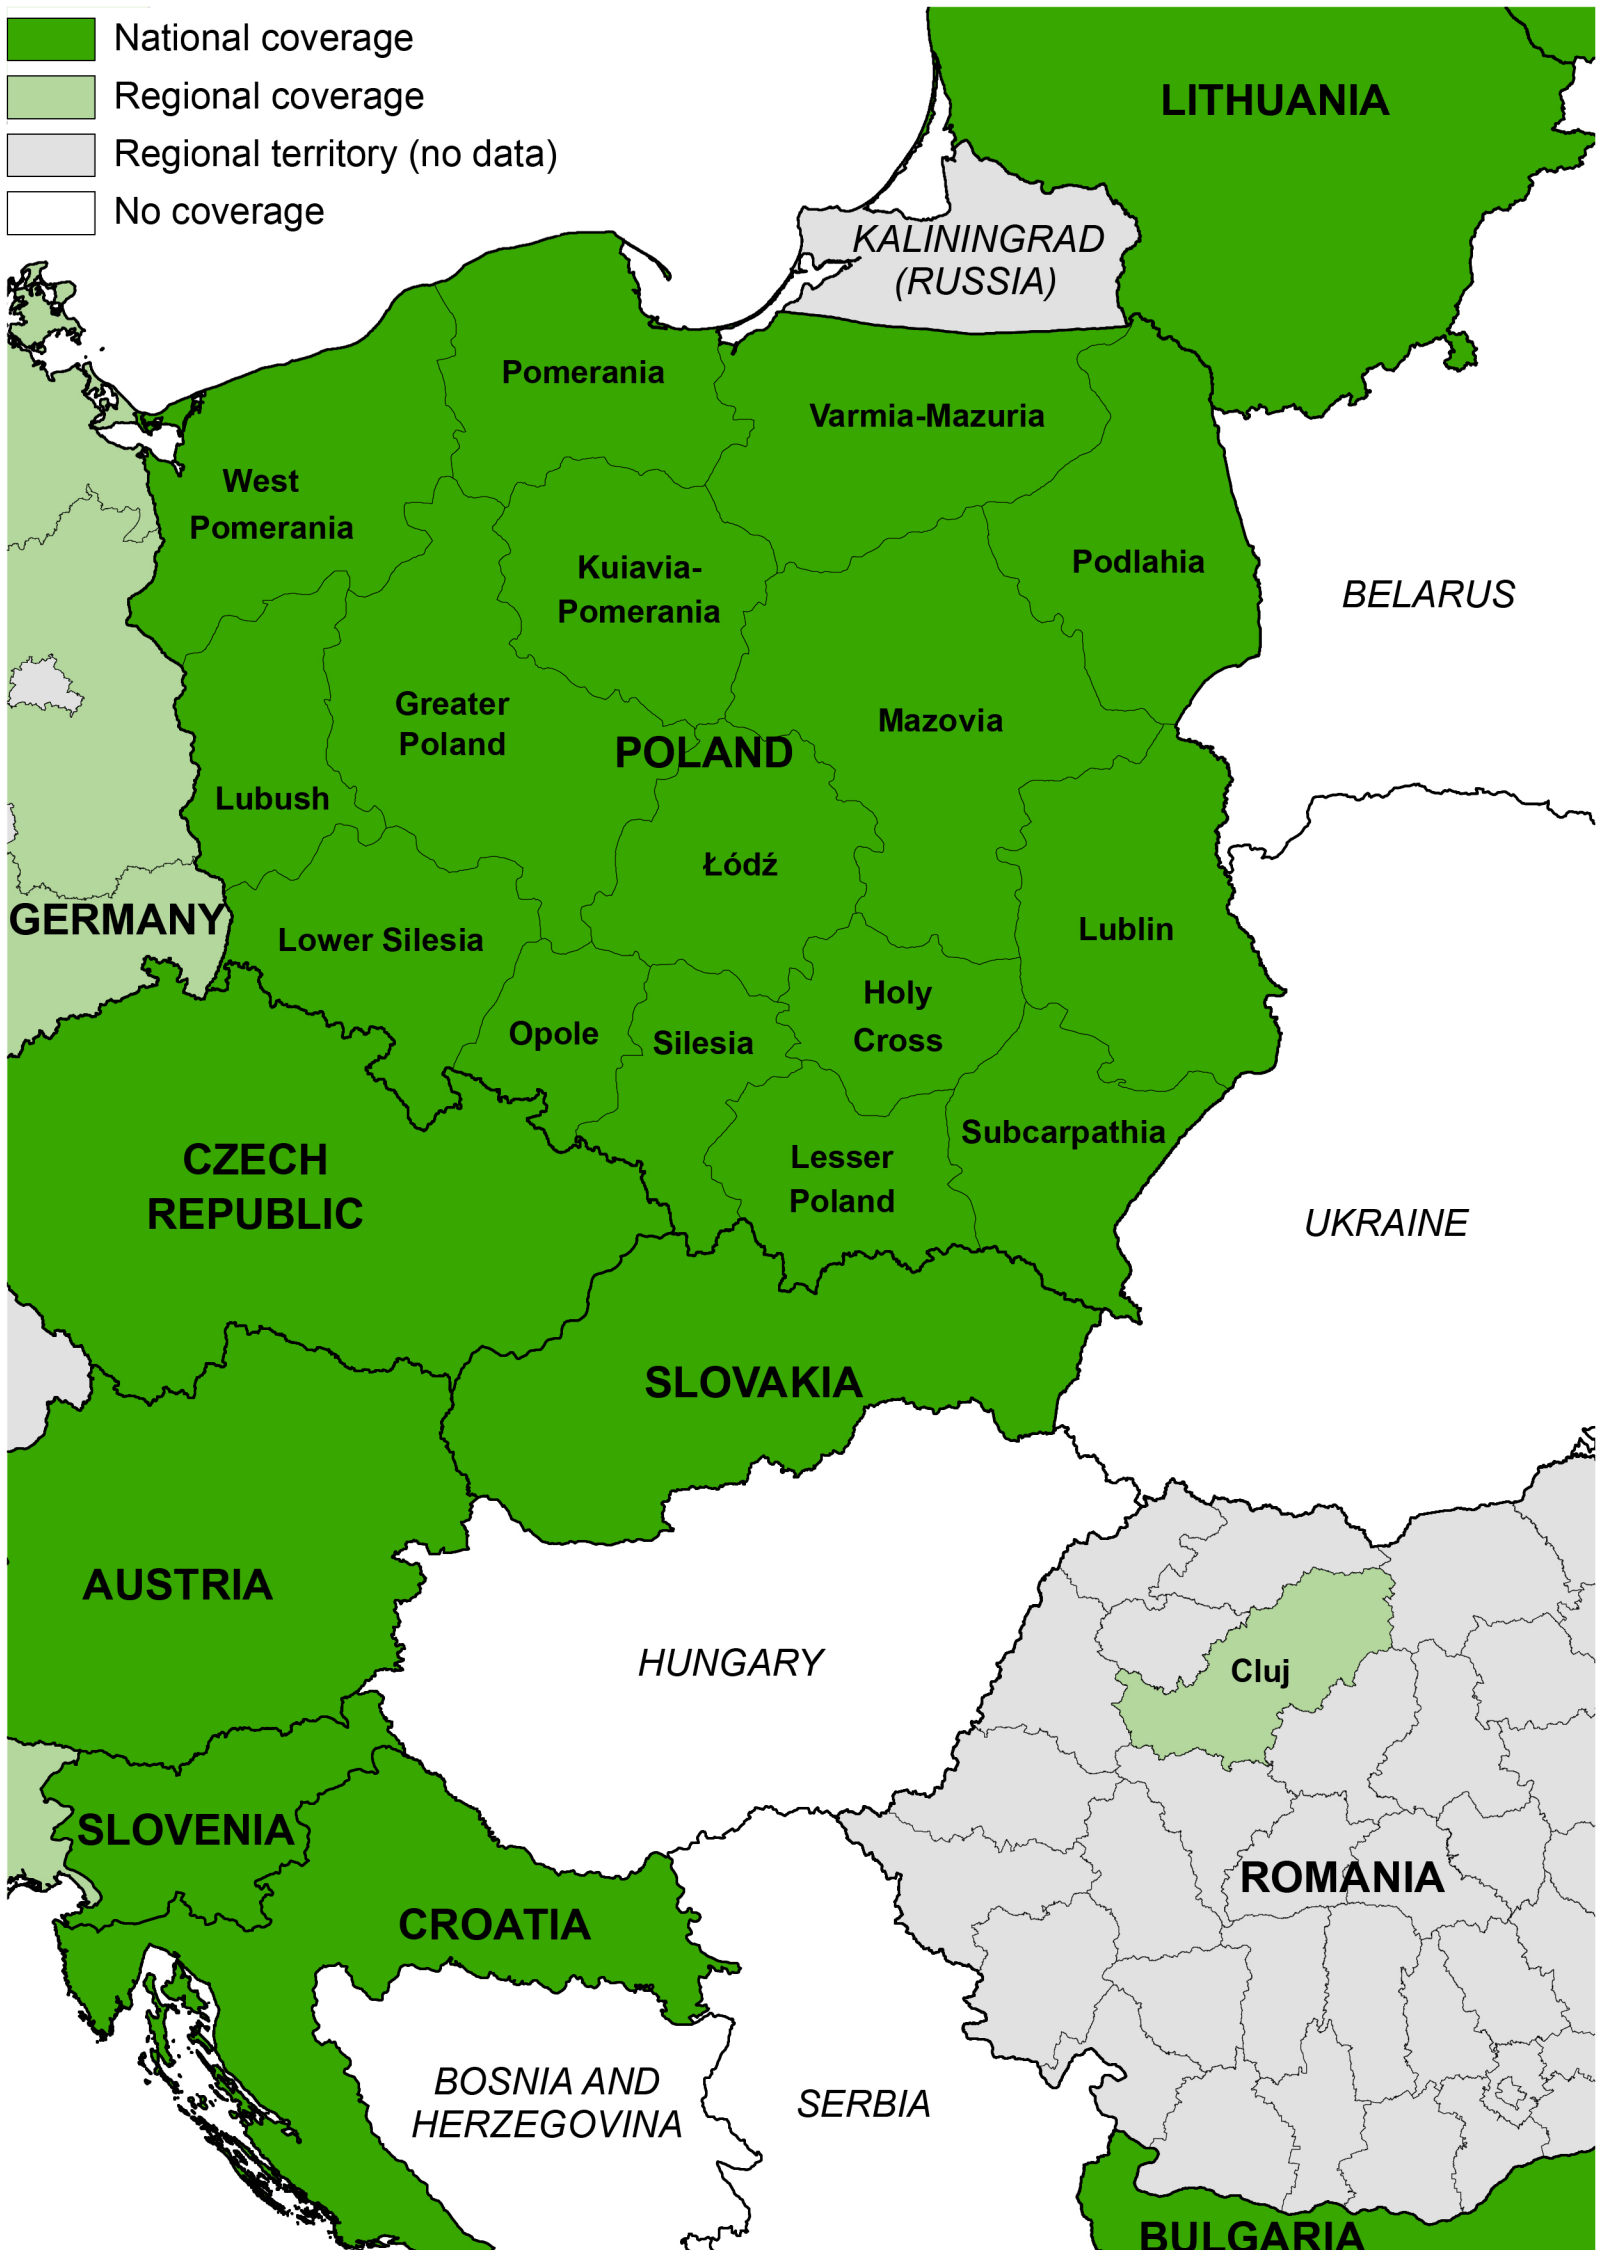 National coverage
Regional coverage
Regional territory (no data)
No coverage
LITHUANIA
KALININGRAD
(RUSSIA)
Pomerania
Varmia-Mazuria
West
Pomerania
Kuiavia-
Pomerania
Podlahia
BELARUS
Greater
Poland
Mazovia
POLAND
Lubush
Łódź
GERMANY
Lower Silesia
Lublin
Holy
Cross
Opole
Silesia
Subcarpathia
Lesser
Poland
CZECH
REPUBLIC
UKRAINE
SLOVAKIA
AUSTRIA
HUNGARY
Cluj
SLOVENIA
ROMANIA
CROATIA
BOSNIA AND
HERZEGOVINA
SERBIA
BULGARIA